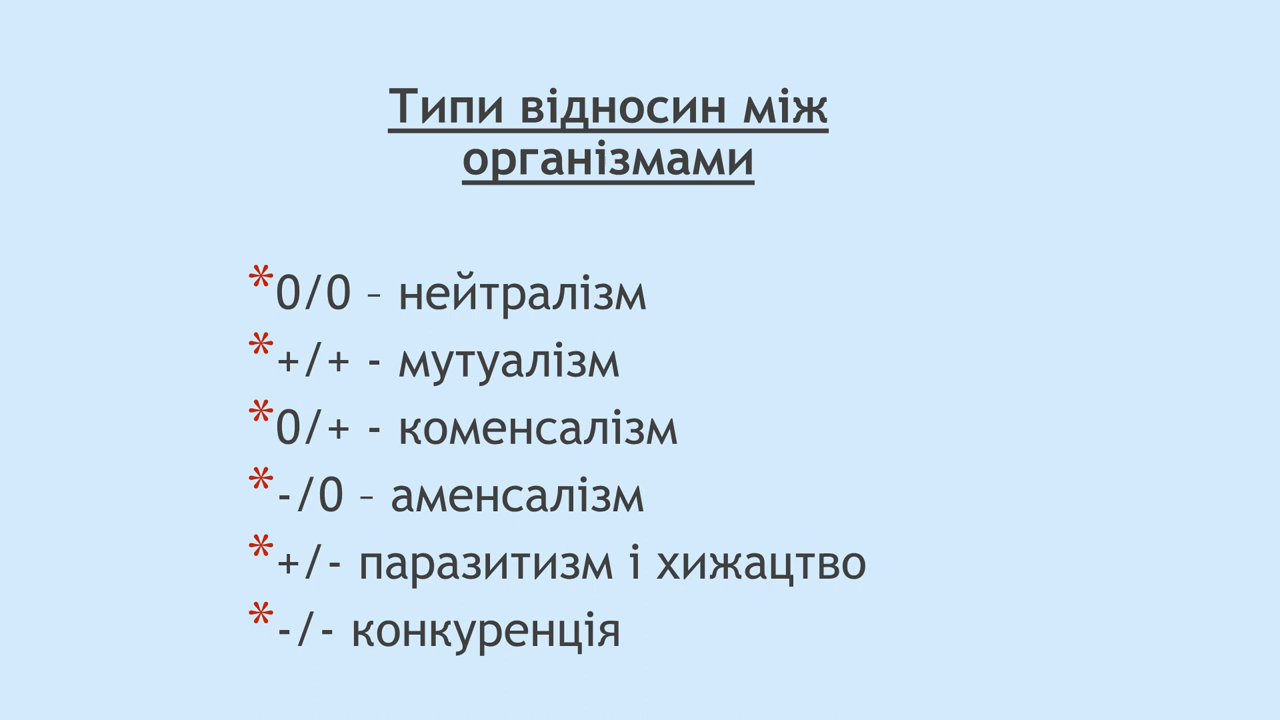 Типи відносин між
організмами
*0/0 – нейтралізм
*+/+ - мутуалізм
*0/+ - коменсалізм
*-/0 – аменсалізм
*+/- паразитизм і хижацтво
*-/- конкуренція